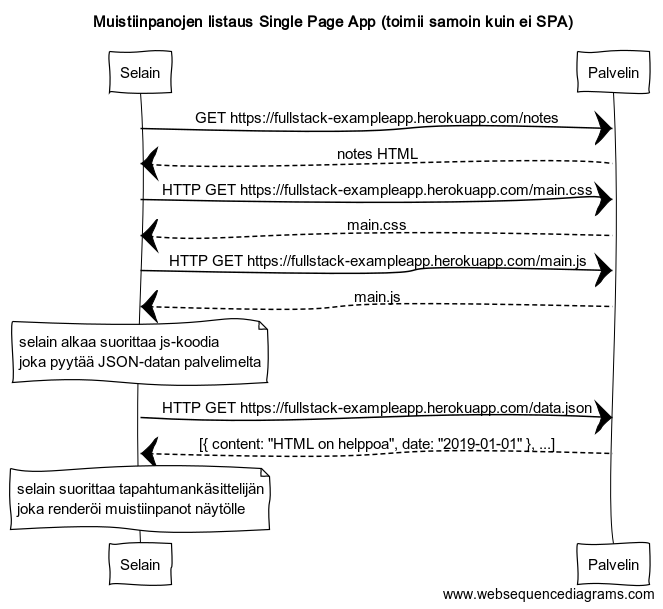 Muistiinpanojen listaus Single Page App (toimii samoin kuin ei SPA)
Selain
Palvelin
GET https://fullstack-exampleapp.herokuapp.com/notes
notes HTML
HTTP GET https://fullstack-exampleapp.herokuapp.com/main.css
main.css
HTTP GET https://fullstack-exampleapp.herokuapp.com/main.js
main.js
selain alkaa suorittaa js-koodia
joka pyytää JSON-datan palvelimelta
HTTP GET https://fullstack-exampleapp.herokuapp.com/data.json
[{ content: "HTML on helppoa", date: "2019-01-01" }, ...]
selain suorittaa tapahtumankäsittelijän
joka renderöi muistiinpanot näytölle
Selain
Palvelin
www.websequencediagrams.com